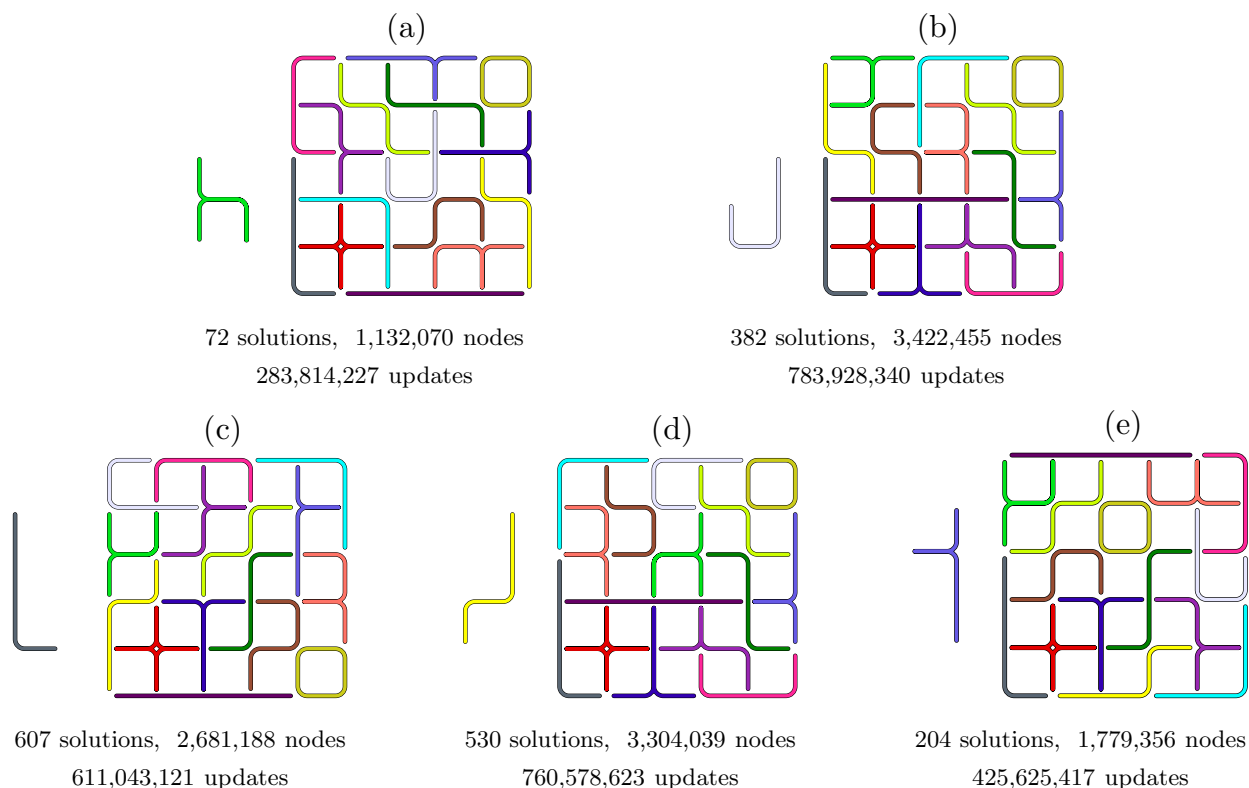 (a)
(b)
72 solutions, 1,132,070 nodes
283,814,227 updates
382 solutions, 3,422,455 nodes
783,928,340 updates
(c)
(d)
(e)
607 solutions, 2,681,188 nodes
611,043,121 updates
530 solutions, 3,304,039 nodes
760,578,623 updates
204 solutions, 1,779,356 nodes
425,625,417 updates